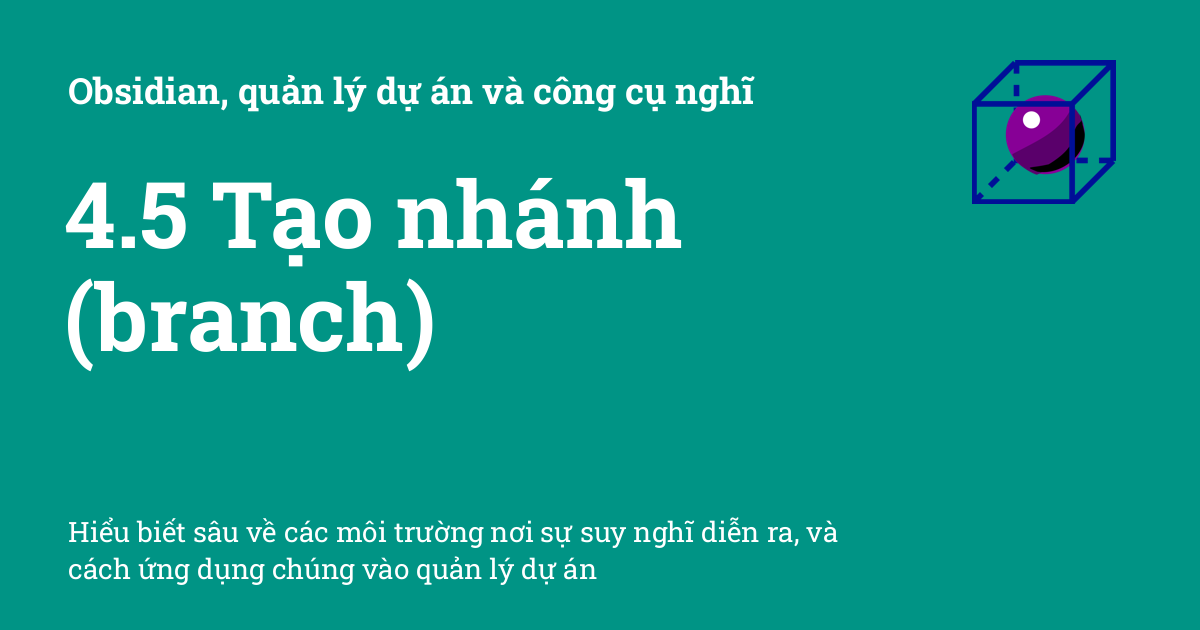 Obsidian, quản lý dự án và công cụ nghĩ
4.5 Tạo nhánh
(branch)
Hiểu biết sâu về các môi trường nơi sự suy nghĩ diễn ra, và
cách ứng dụng chúng vào quản lý dự án